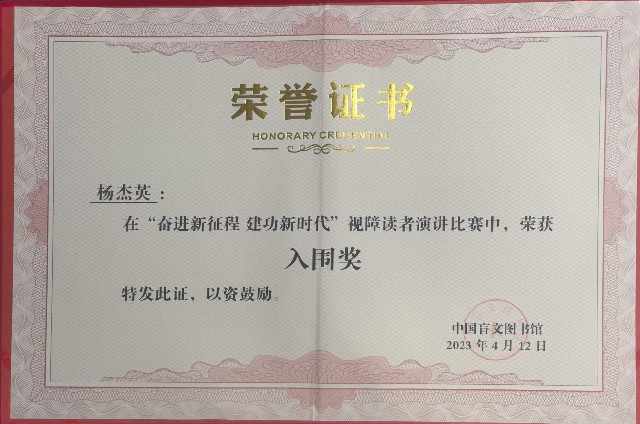 荣誉证书
HONORARY CREDENTIAL
杨杰英：
在“奋进新征程 建功新时代”视障读者演讲比赛中，荣获
入围奖
特发此证，以资鼓励。
中国盲文图书馆
2023 年 4 月 12 日